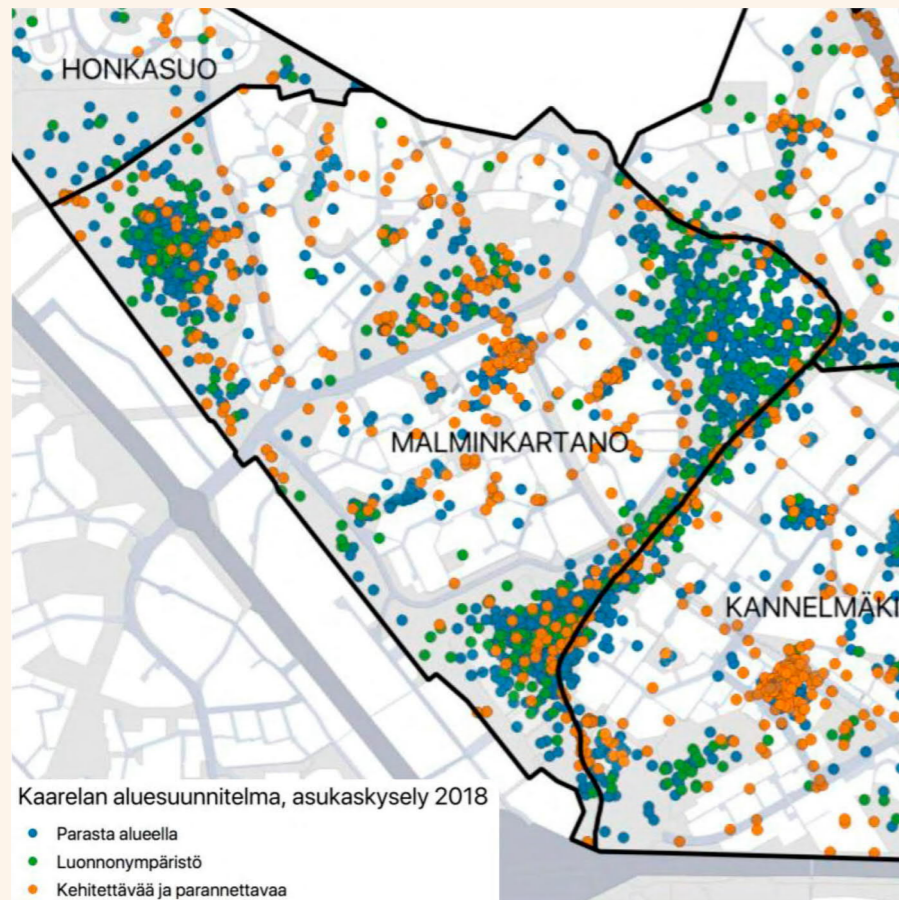 HONKASUO
MALMINKARTANO
KANNELMÄKI
Kaarelan aluesuunnitelma, asukaskysely 2018
Parasta alueella
Luonnonympäristö
Kehitettävää ja parannettavaa